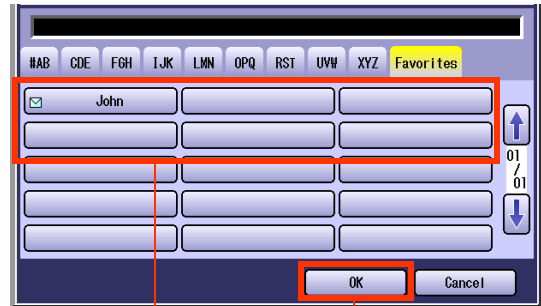 #AB CDE FGH IJK LMN OPQ RST UVW XYZ Favorites
John
01
/
01
OK Cancel